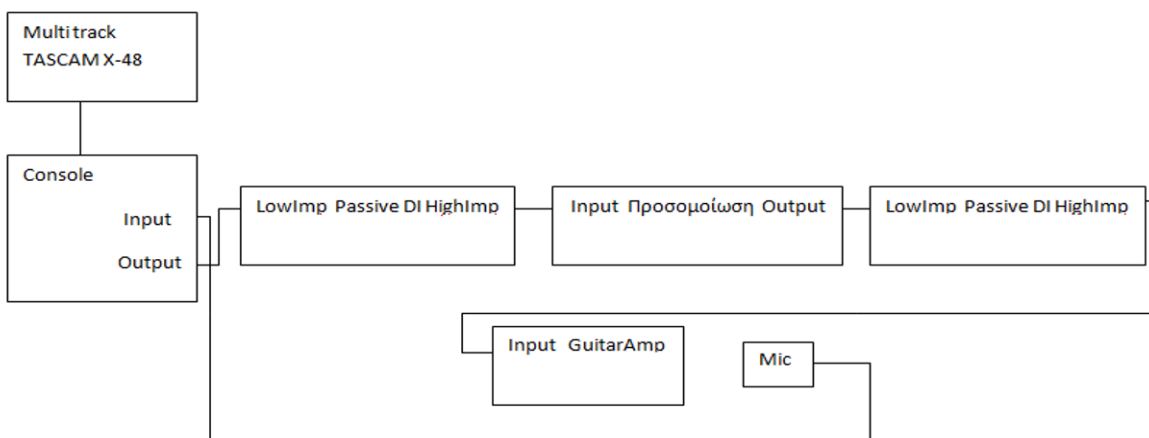 Multi track
TASCAM X-48
Console
Input
Output
LowImp Passive DI HighImp
Input Προσομοίωση Output
LowImp Passive DI HighImp
Input GuitarAmp
Mic